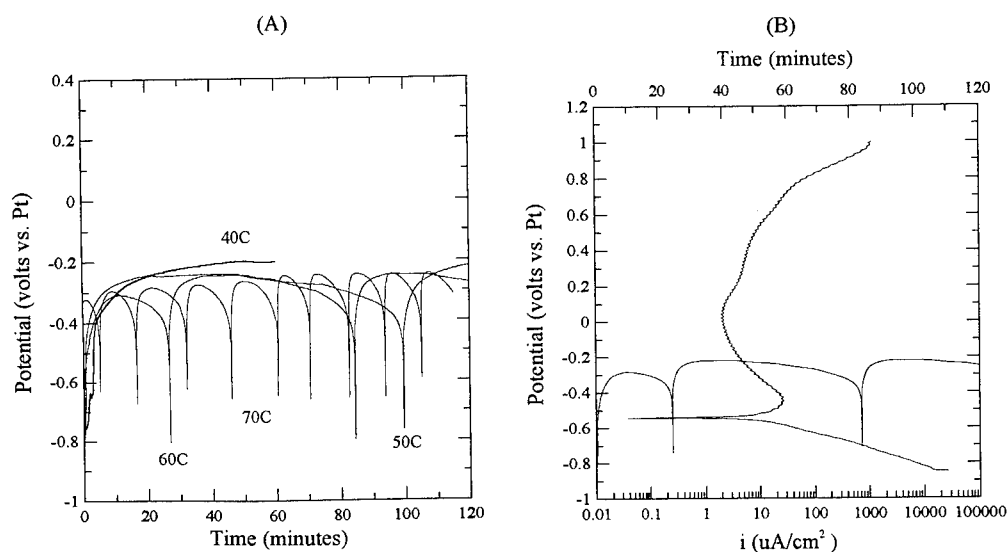 (A)
(B)
Time (minutes)
0 20 40 60 80 100 120
Potential (volts vs. Pt)
0.4
0.2
0
-0.2
-0.4
-0.6
-0.8
-1
40C
70C
60C
50C
0 20 40 60 80 100 120
Time (minutes)
Potential (volts vs. Pt)
1.2
1
0.8
0.6
0.4
0.2
0
-0.2
-0.4
-0.6
-0.8
-1
0.01 0.1 1 10 100 1000 10000 100000
i (uA/cm²)